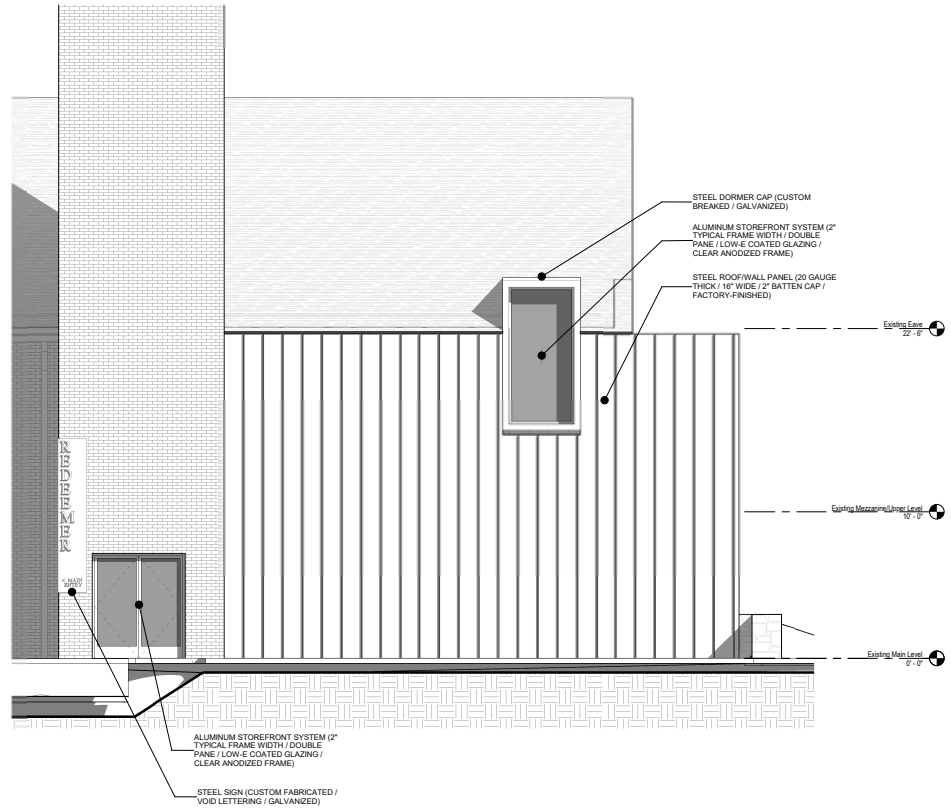 STEEL DORMER CAP (CUSTOM
BREAKED / GALVANIZED)
ALUMINUM STOREFRONT SYSTEM (2"
TYPICAL FRAME WIDTH / DOUBLE
PANE / LOW-E COATED GLAZING /
CLEAR ANODIZED FRAME)
STEEL ROOF/WALL PANEL (20 GAUGE
THICK / 16" WIDE / 2" BATTEN CAP /
FACTORY-FINISHED)
Existing Eave
22' - 6"
Existing Mezzanine/Upper Level
10' - 0"
Existing Main Level
0' - 0"
REDEEMER
< MAIN
ENTRY
ALUMINUM STOREFRONT SYSTEM (2"
TYPICAL FRAME WIDTH / DOUBLE
PANE / LOW-E COATED GLAZING /
CLEAR ANODIZED FRAME)
STEEL SIGN (CUSTOM FABRICATED /
VOID LETTERING / GALVANIZED)